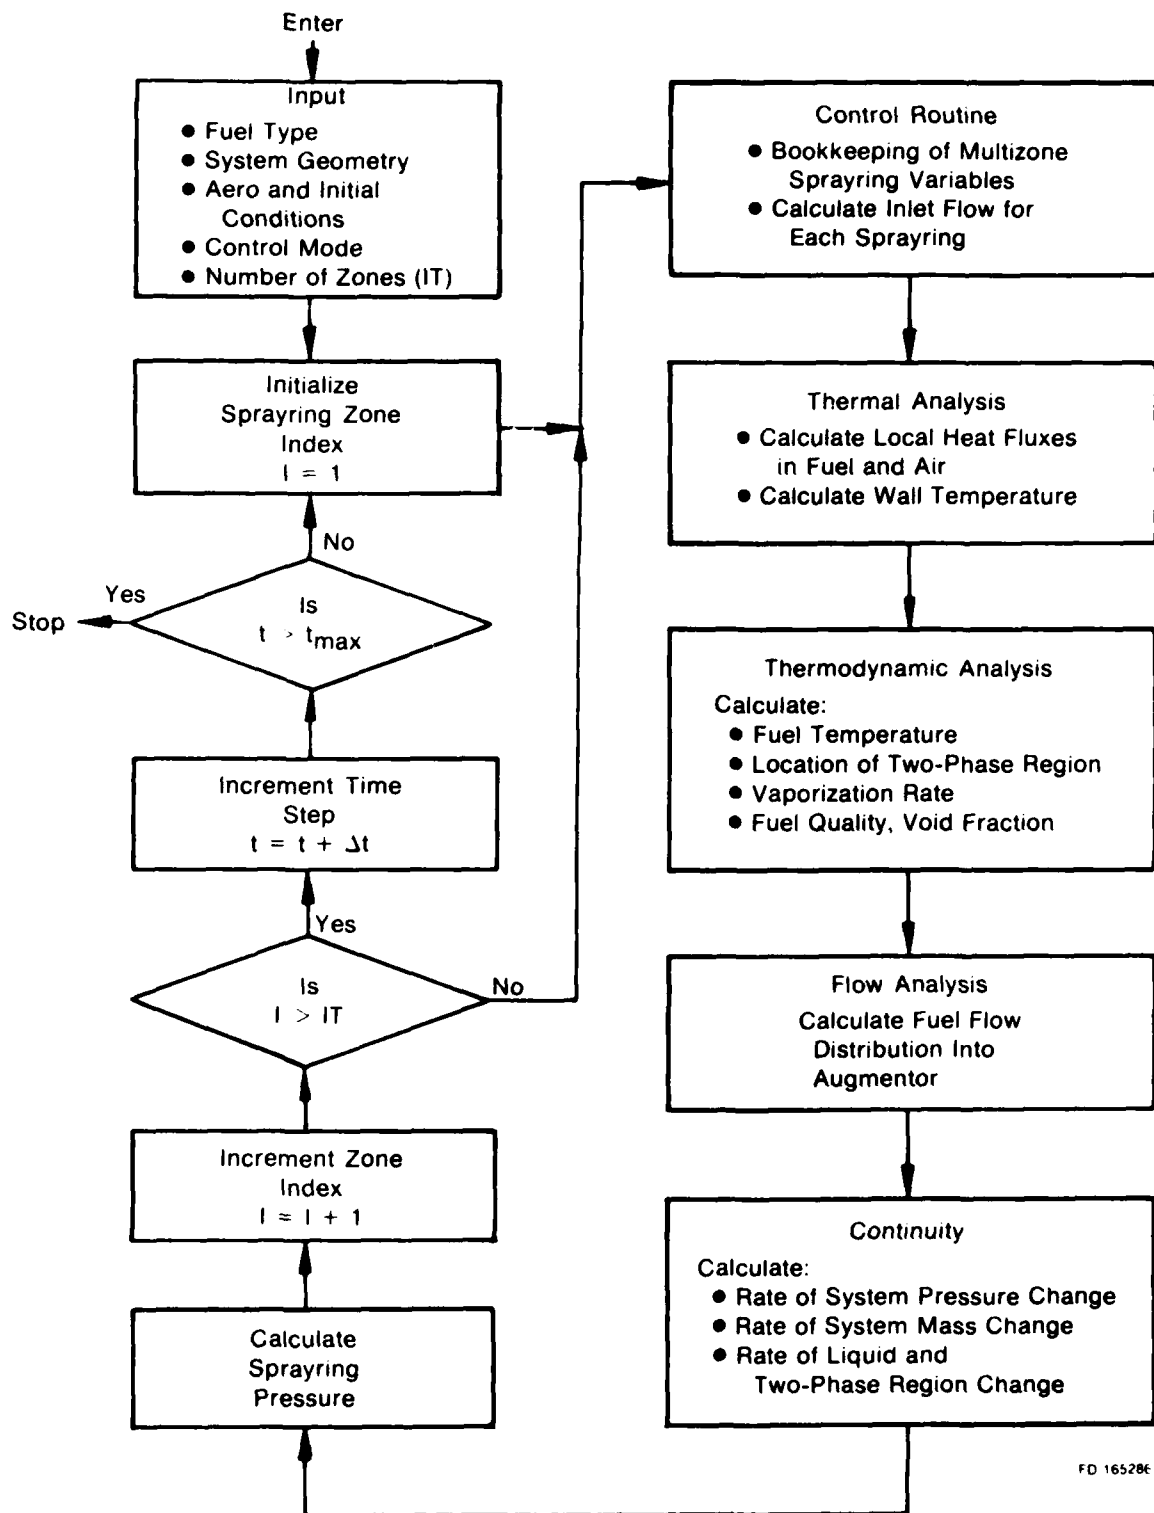 Enter
Input
● Fuel Type
● System Geometry
● Aero and Initial
Conditions
● Control Mode
● Number of Zones (IT)
Initialize
Sprayring Zone
Index
I = 1
No
Yes
Stop
Is
t > tmax
Increment Time
Step
t = t + Δt
Yes
Is
I > IT
No
Increment Zone
Index
I = I + 1
Calculate
Sprayring
Pressure
Control Routine
● Bookkeeping of Multizone
Sprayring Variables
● Calculate Inlet Flow for
Each Sprayring
Thermal Analysis
● Calculate Local Heat Fluxes
in Fuel and Air
● Calculate Wall Temperature
Thermodynamic Analysis
Calculate:
● Fuel Temperature
● Location of Two-Phase Region
● Vaporization Rate
● Fuel Quality, Void Fraction
Flow Analysis
Calculate Fuel Flow
Distribution Into
Augmentor
Continuity
Calculate:
● Rate of System Pressure Change
● Rate of System Mass Change
● Rate of Liquid and
Two-Phase Region Change
FD 165286